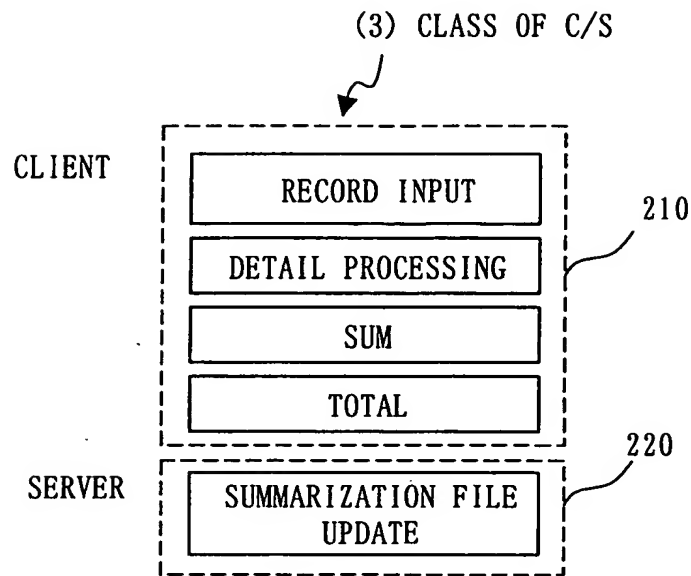 (3) CLASS OF C/S
CLIENT
RECORD INPUT
210
DETAIL PROCESSING
SUM
TOTAL
220
SERVER
SUMMARIZATION FILE
UPDATE